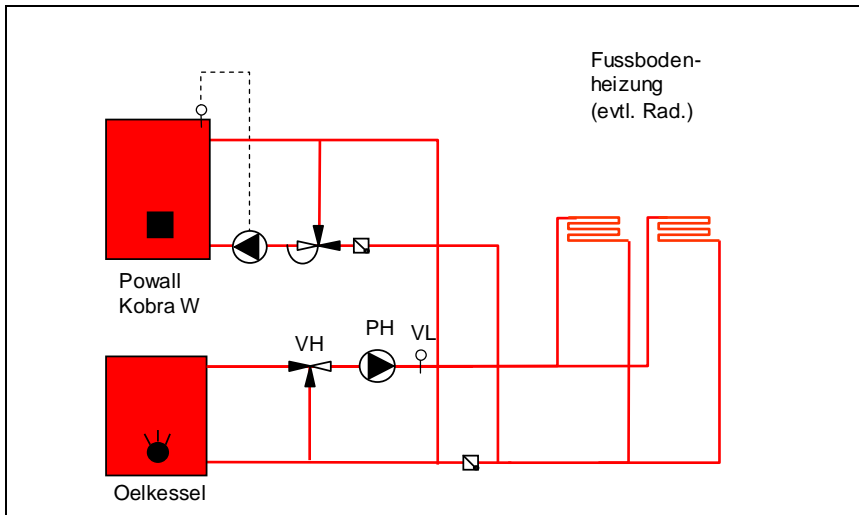 Fussboden-
heizung
(evtl. Rad.)
Powall
Kobra W
VH
PH
VL
Oelkessel